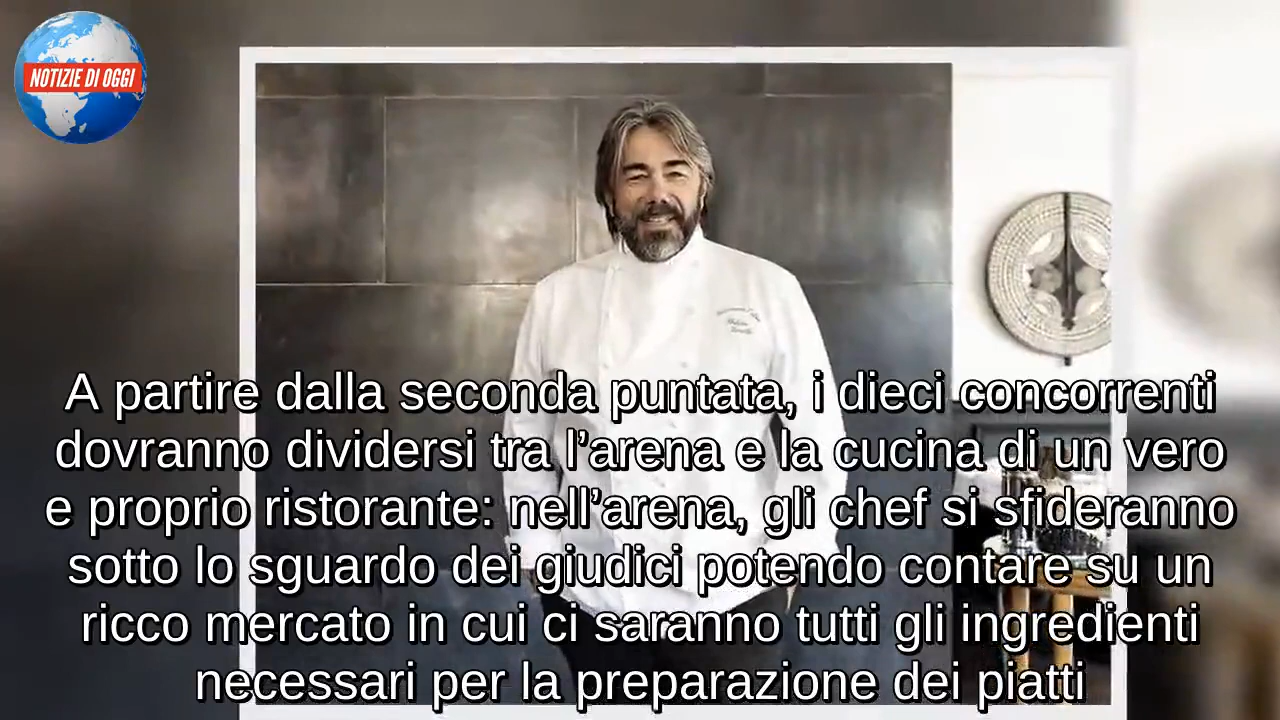 NOTIZIE DI OGGI
A partire dalla seconda puntata, i dieci concorrenti
dovranno dividersi tra l’arena e la cucina di un vero
e proprio ristorante: nell’arena, gli chef si sfideranno
sotto lo sguardo dei giudici potendo contare su un
ricco mercato in cui ci saranno tutti gli ingredienti
necessari per la preparazione dei piatti